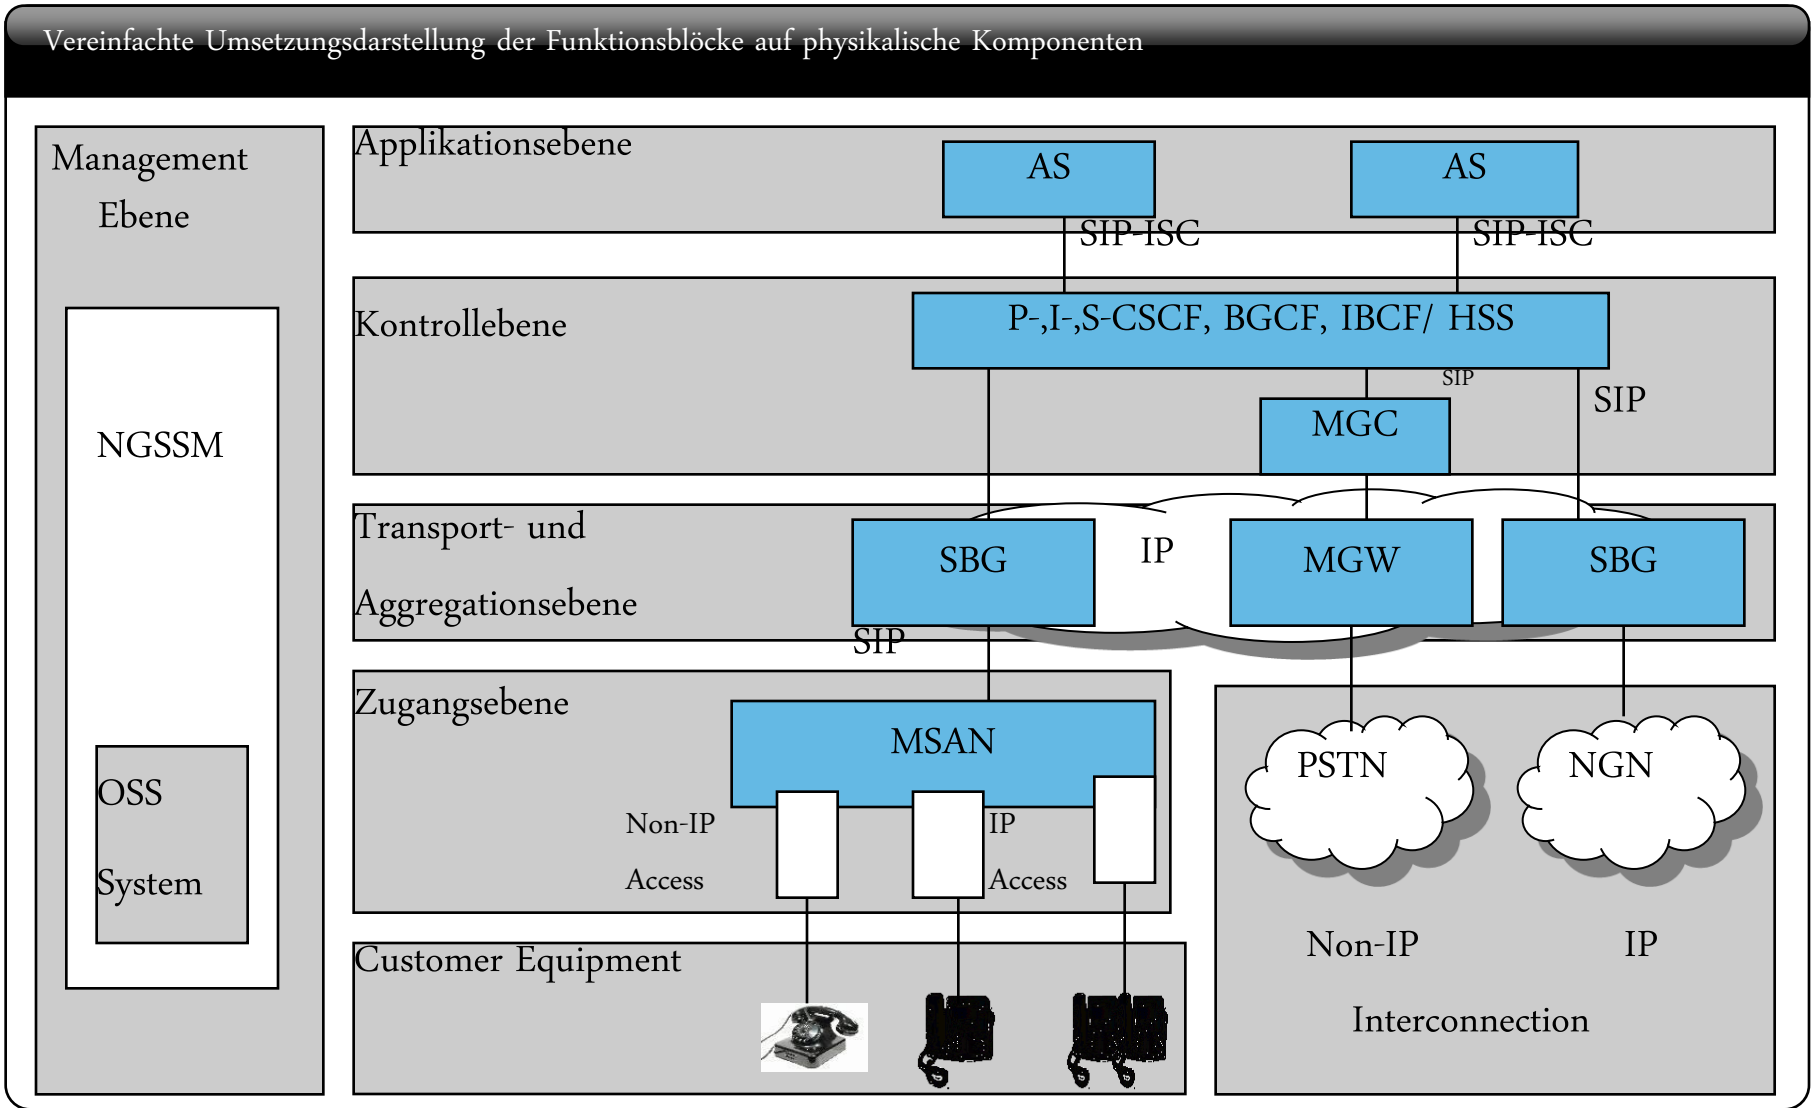 Vereinfachte Umsetzungsdarstellung der Funktionsblöcke auf physikalische Komponenten
Management
Ebene
NGSSM
OSS
System
Applikationsebene
AS
AS
SIP-ISC
SIP-ISC
Kontrollebene
P-,I-,S-CSCF, BGCF, IBCF/ HSS
SIP
SIP
MGC
Transport- und
Aggregationsebene
SBG
IP
MGW
SBG
SIP
Zugangsebene
MSAN
Non-IP
Access
IP
Access
Customer Equipment
PSTN
NGN
Non-IP
IP
Interconnection